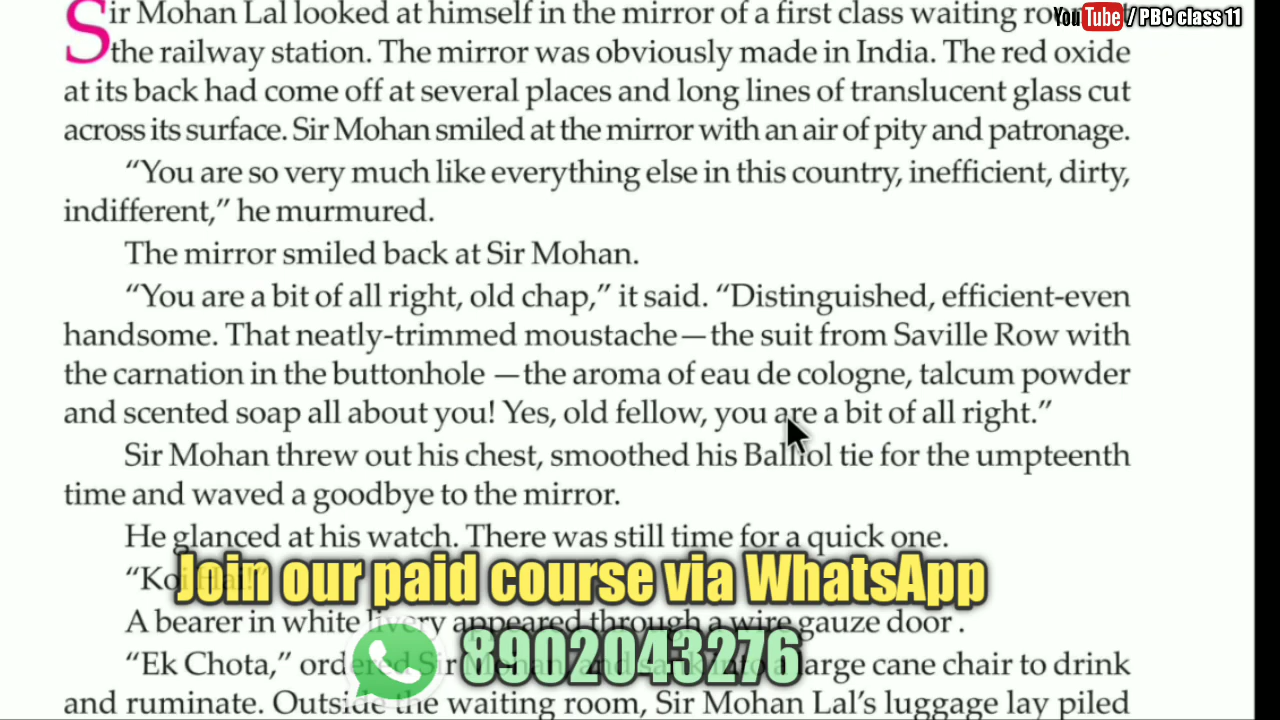 Sir Mohan Lal looked at himself in the mirror of a first class waiting
YouTube / PBC class 11
the railway station. The mirror was obviously made in India. The red oxide
at its back had come off at several places and long lines of translucent glass cut
across its surface. Sir Mohan smiled at the mirror with an air of pity and patronage.
“You are so very much like everything else in this country, inefficient, dirty,
indifferent,” he murmured.
The mirror smiled back at Sir Mohan.
“You are a bit of all right, old chap,” it said. “Distinguished, efficient-even
handsome. That neatly-trimmed moustache—the suit from Saville Row with
the carnation in the buttonhole —the aroma of eau de cologne, talcum powder
and scented soap all about you! Yes, old fellow, you are a bit of all right.”
Sir Mohan threw out his chest, smoothed his Balliol tie for the umpteenth
time and waved a goodbye to the mirror.
He glanced at his watch. There was still time for a quick one.
“Koi Hai!”
Join our paid course via WhatsApp
A bearer in white livery appeared through a wire gauze door .
8902043276
“Ek Chota,” ordered Sir Mohan, and sank into a large cane chair to drink
and ruminate. Outside the waiting room, Sir Mohan Lal’s luggage lay piled